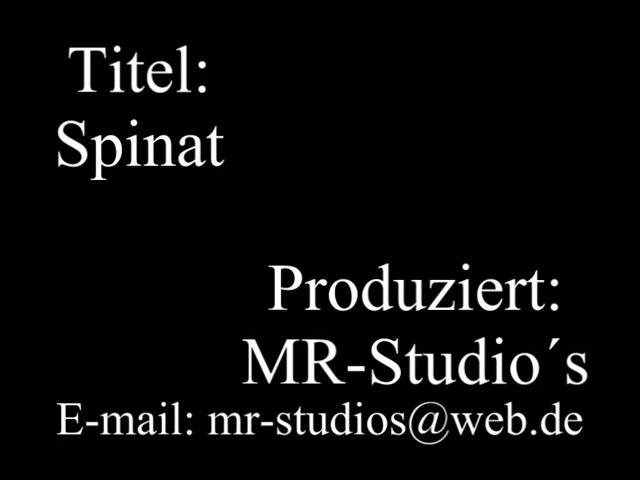 Titel:
Spinat
Produziert:
MR-Studio´s
E-mail: mr-studios@web.de